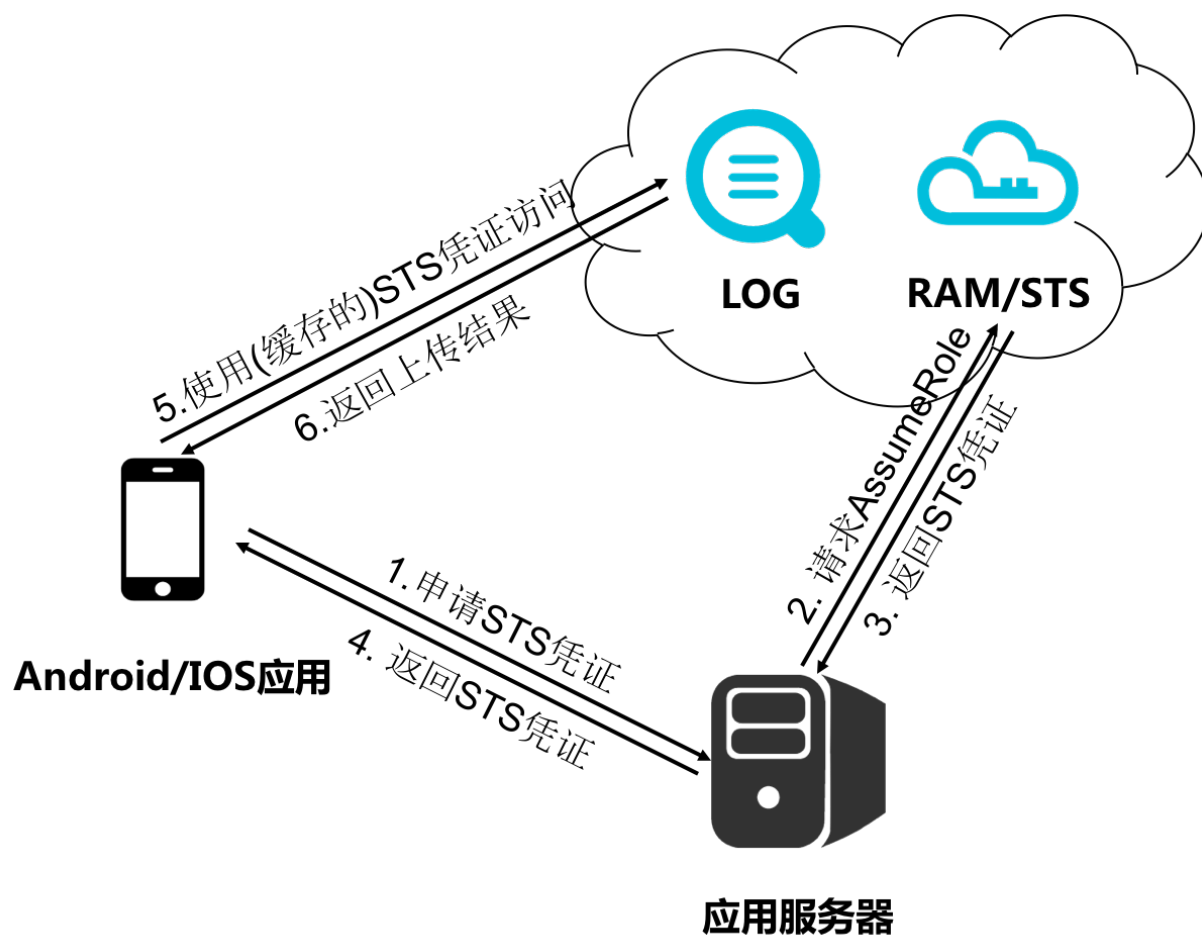 LOG
RAM/STS
5.使用(缓存的)STS凭证访问
6.返回上传结果
2. 请求AssumeRole
3. 返回STS凭证
1.申请STS凭证
4. 返回STS凭证
Android/IOS应用
应用服务器